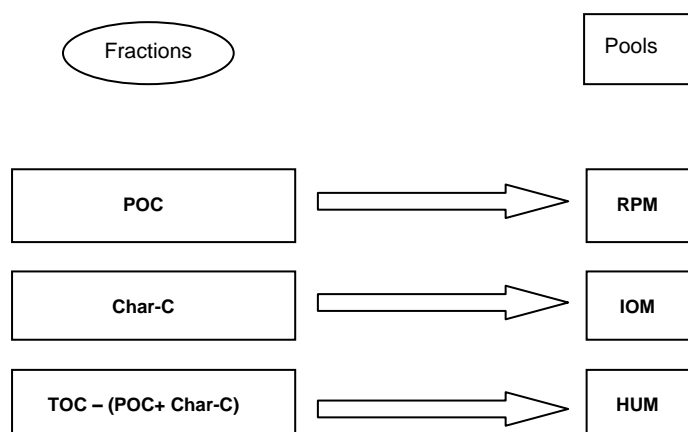 Fractions
Pools
POC
RPM
Char-C
IOM
TOC – (POC+ Char-C)
HUM